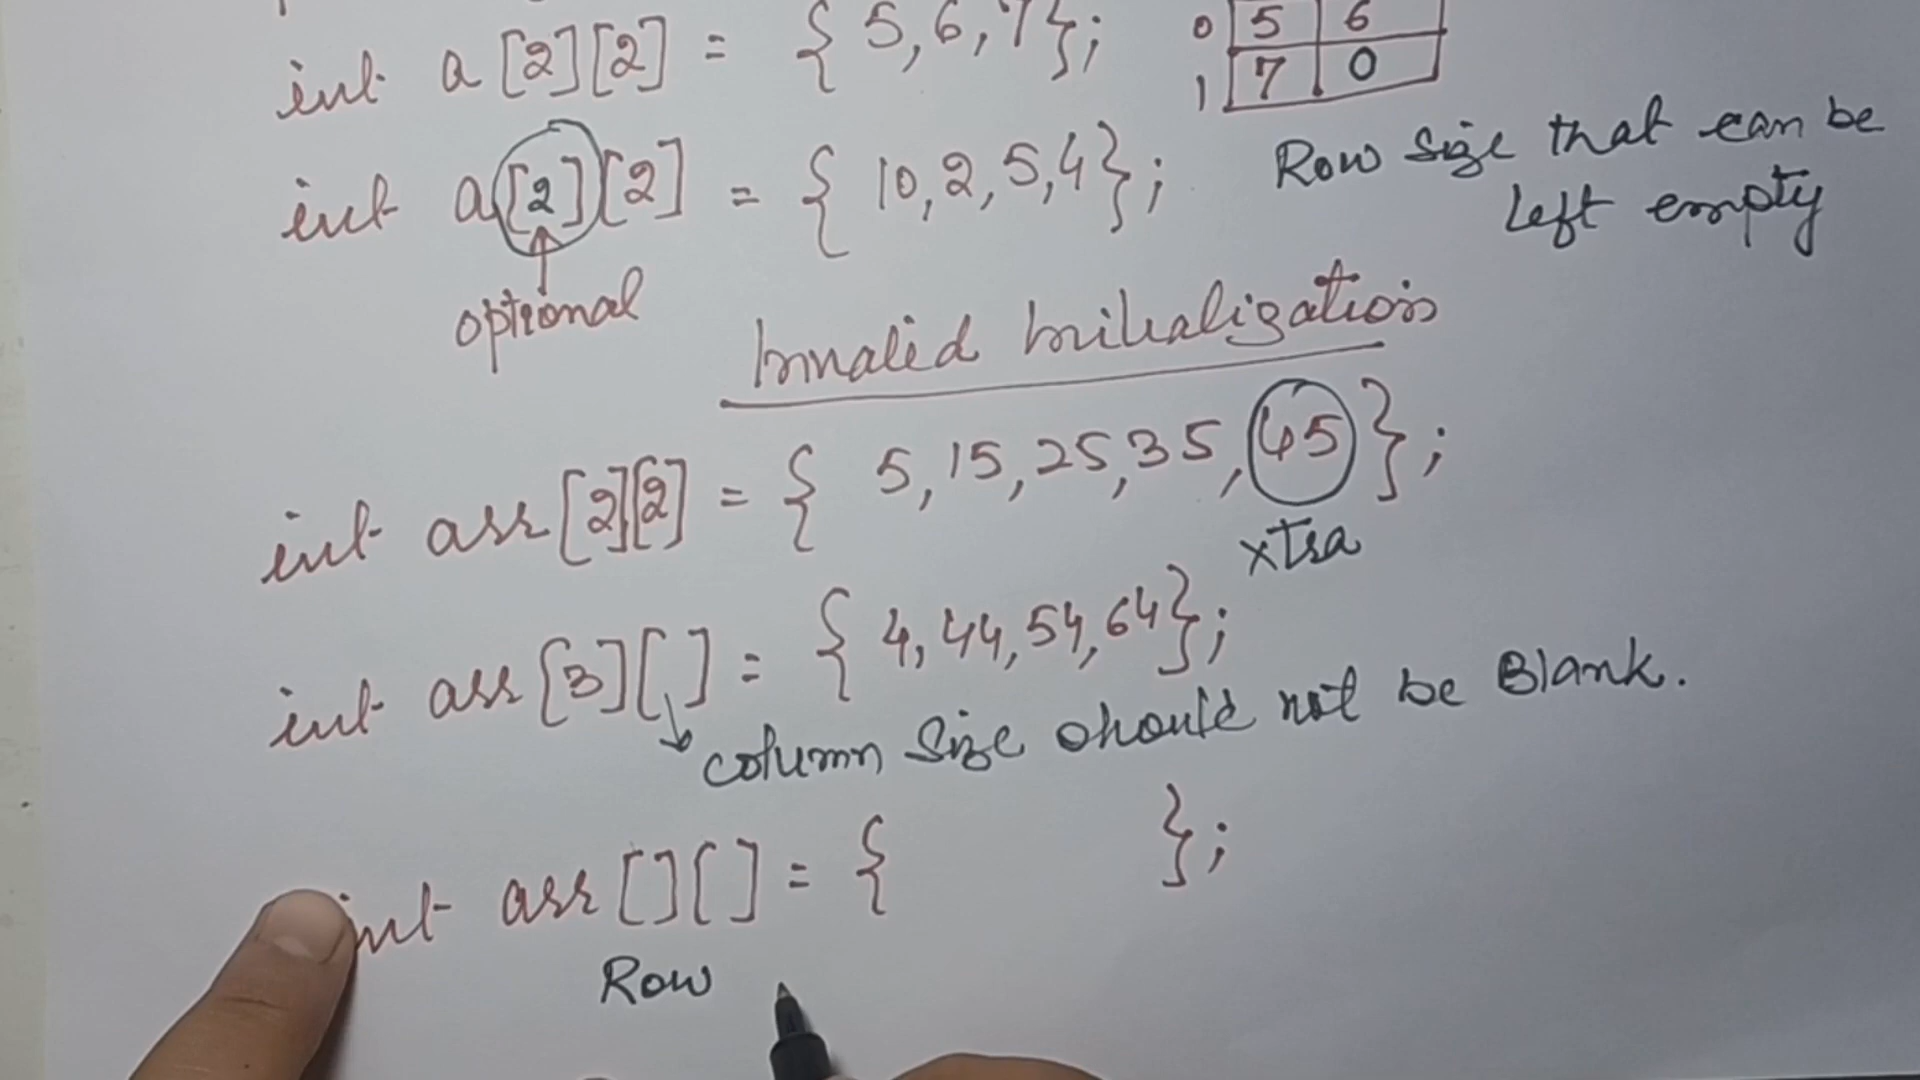 int a[2][2] = { 5,6,7};
0 5 6
1 7 0
int a[2][2] = { 10,2,5,4};
Row size that can be
left empty
optional
Invalid Initialization
int arr[2][2] = { 5,15,25,35,45};
xtra
int arr[3][] = { 4,44,54,64};
column size should not be Blank.
int arr[][] = { };
Row